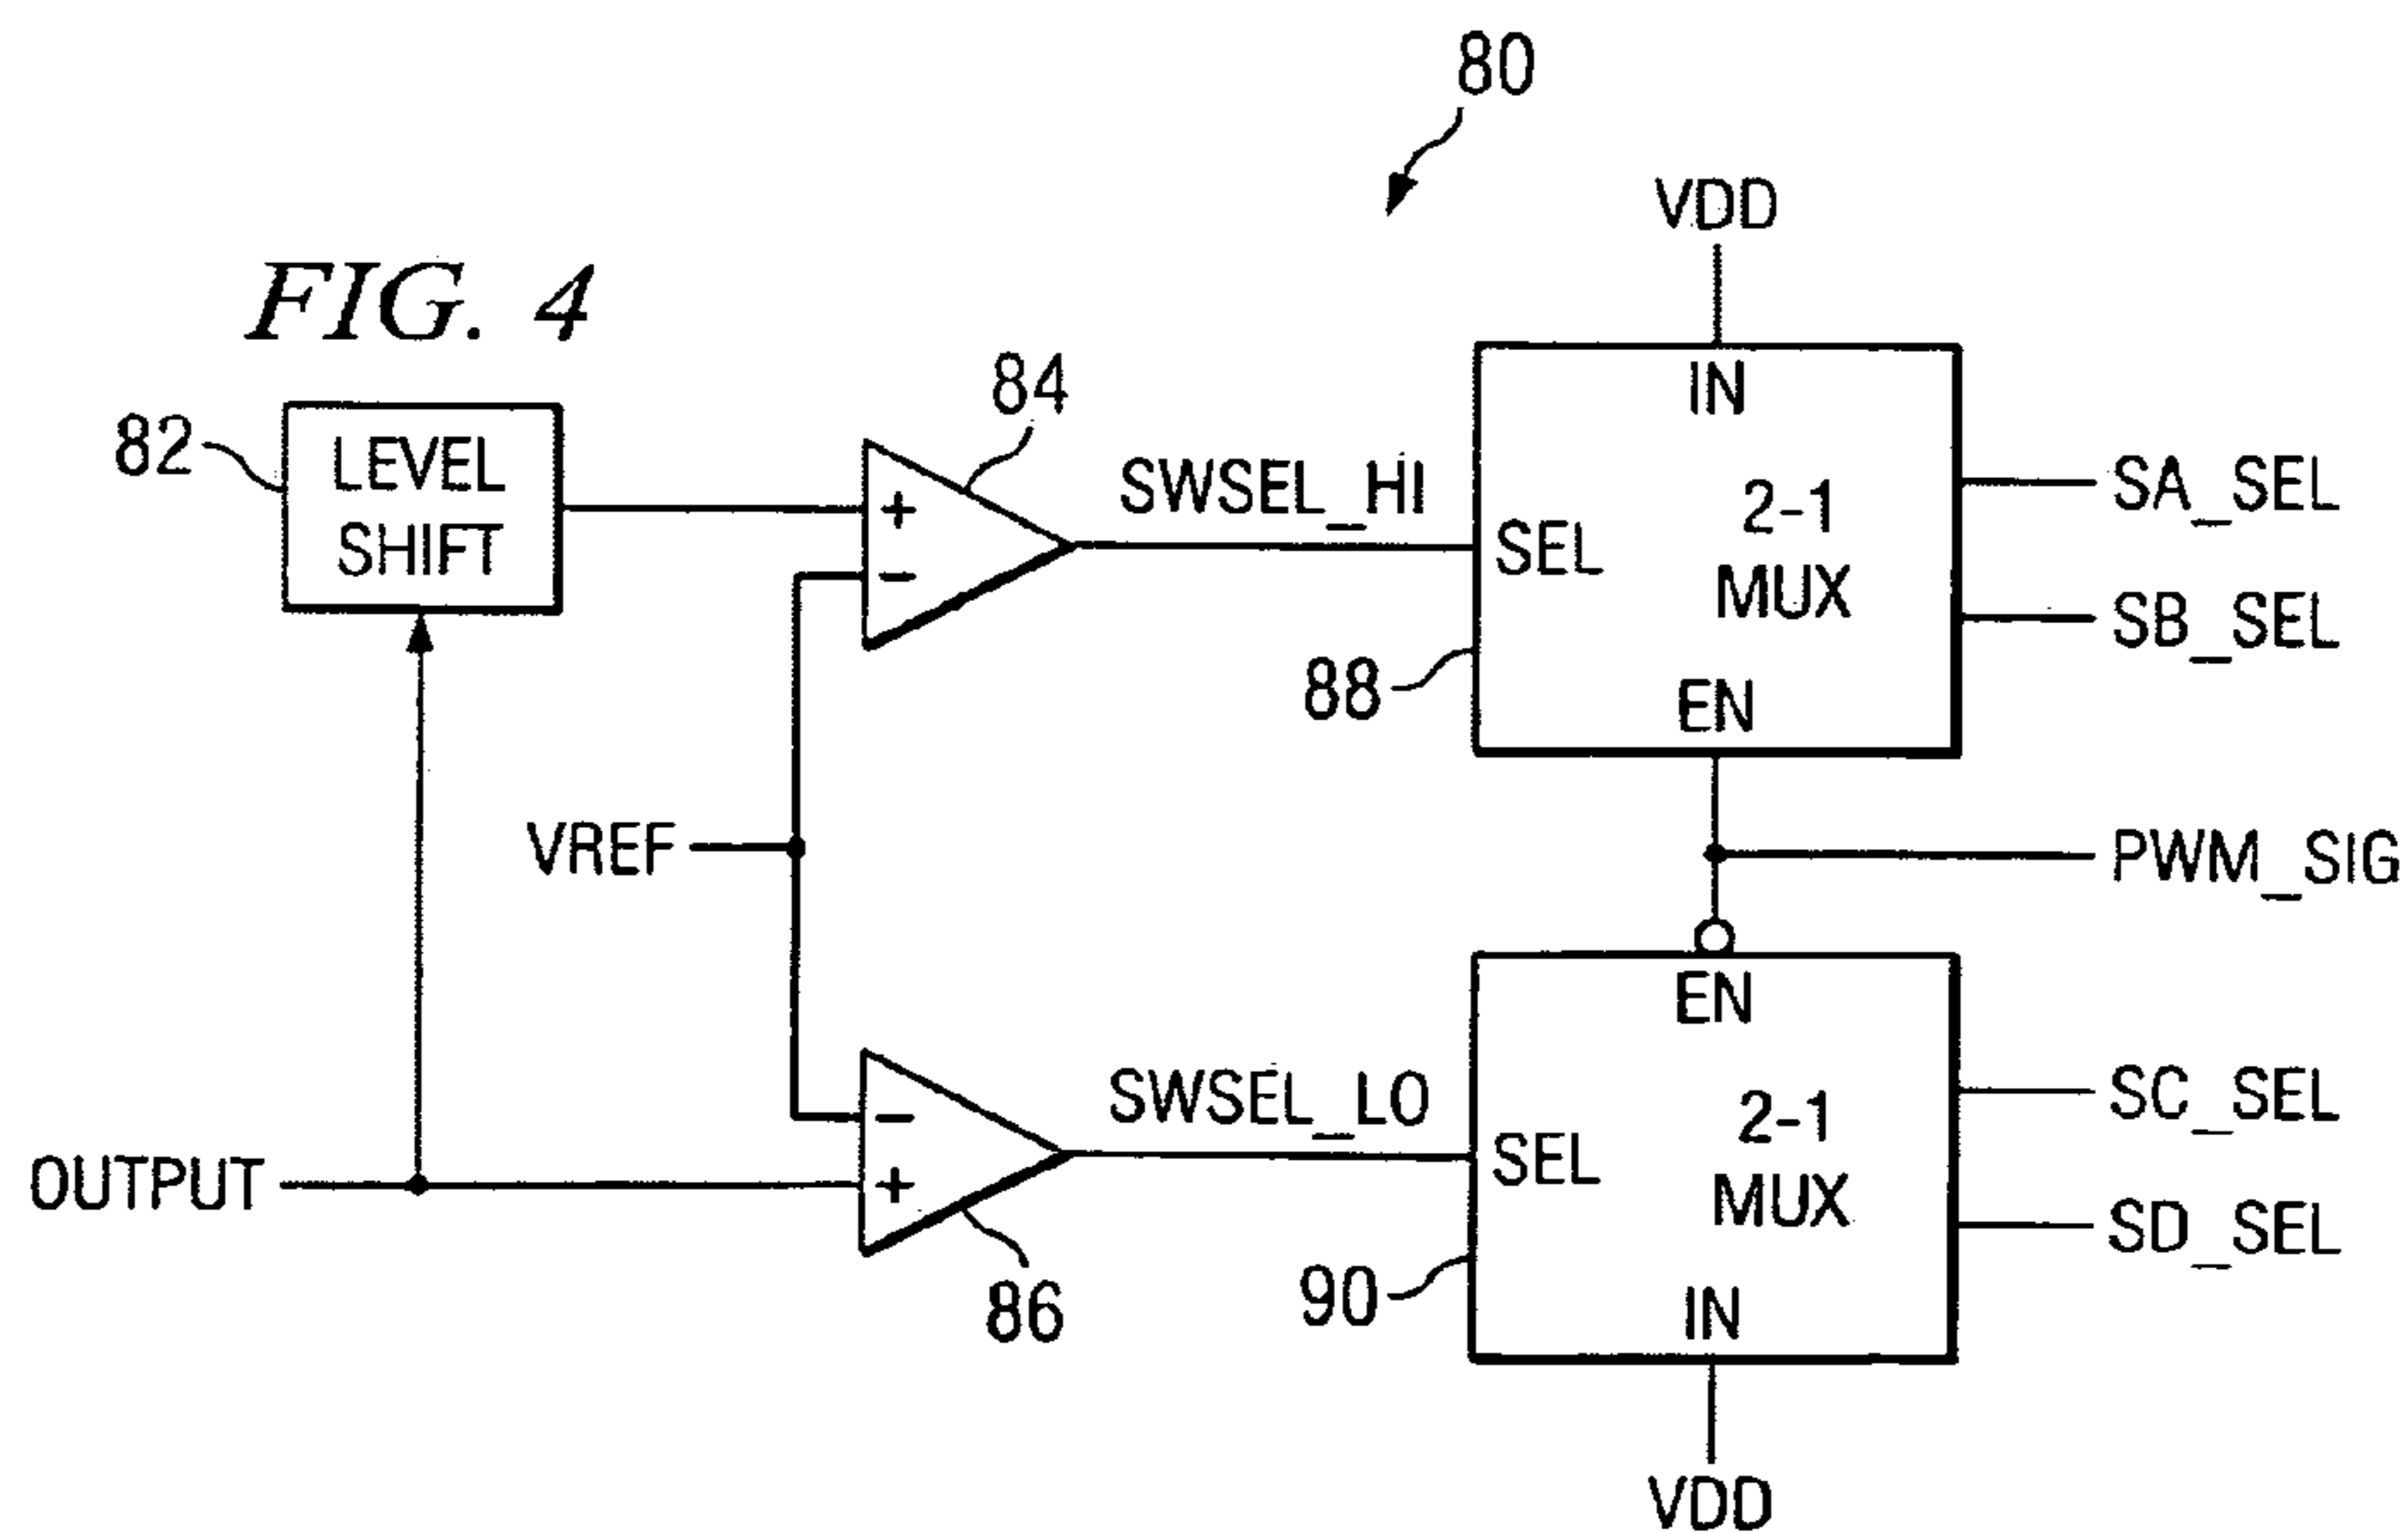 80
VDD
FIG. 4
84
IN
82
LEVEL
SHIFT
+
-
SWSEL_HI
SEL
2-1
MUX
SA_SEL
SB_SEL
88
EN
VREF
PWM_SIG
EN
-
+
SWSEL_LO
SEL
2-1
MUX
SC_SEL
SD_SEL
OUTPUT
86
90
IN
VDD